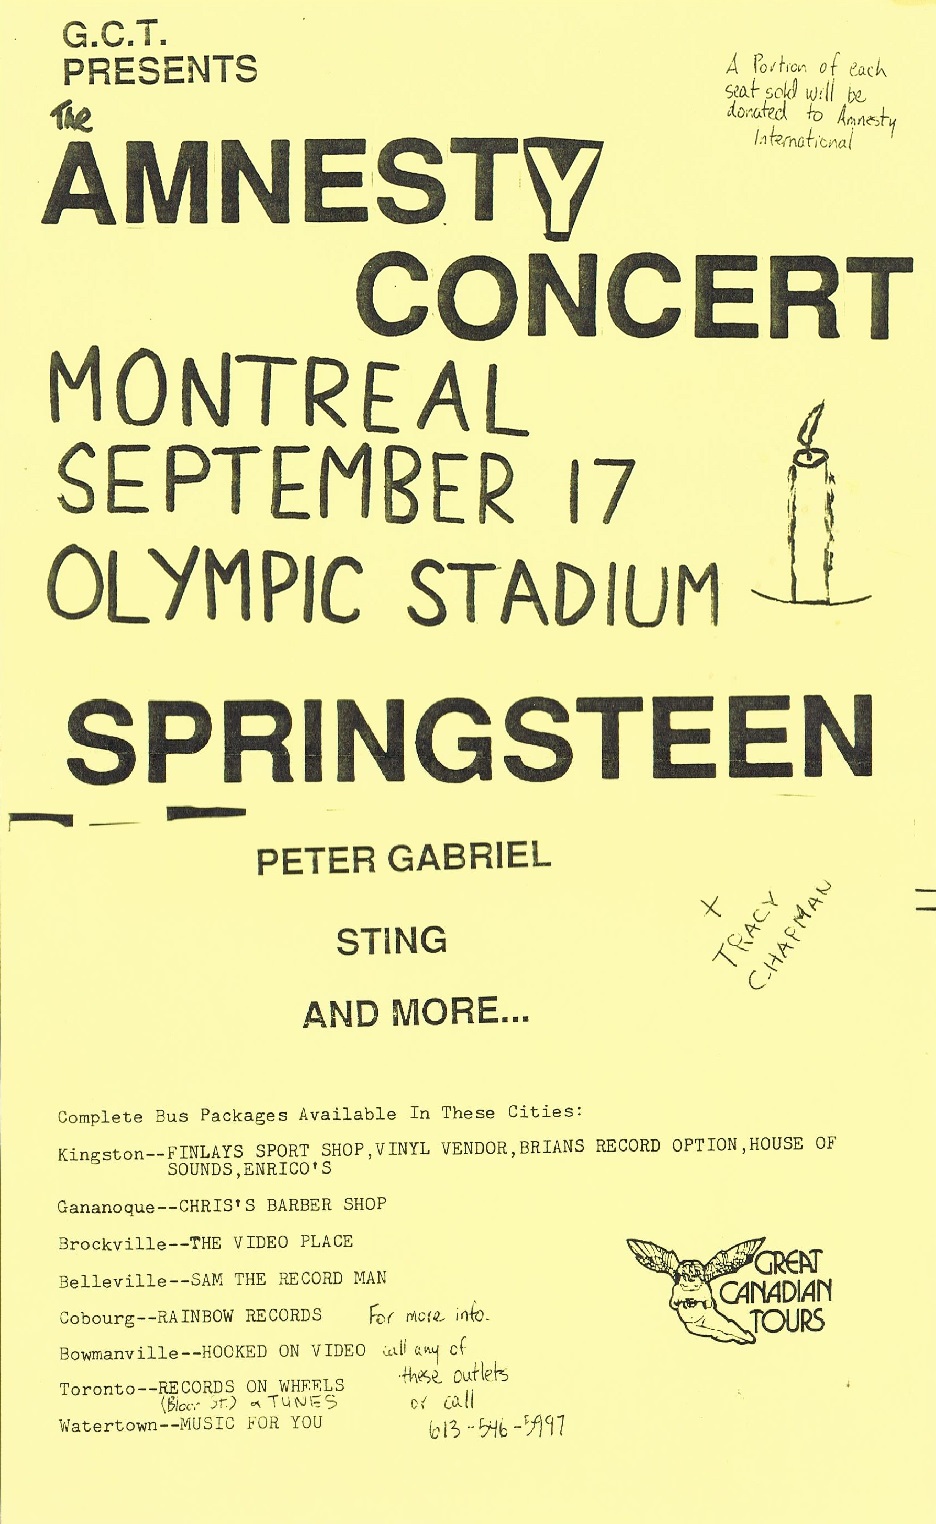 G.C.T.
PRESENTS
A Portion of each
seat sold will be
donated to Amnesty
International
The
AMNESTY
CONCERT
MONTREAL
SEPTEMBER 17
OLYMPIC STADIUM
SPRINGSTEEN
PETER GABRIEL
STING
AND MORE...
+
TRACY
CHAPMAN
Complete Bus Packages Available In These Cities:
Kingston--FINLAYS SPORT SHOP,VINYL VENDOR,BRIANS RECORD OPTION,HOUSE OF
SOUNDS,ENRICO'S
Gananoque--CHRIS'S BARBER SHOP
Brockville--THE VIDEO PLACE
Belleville--SAM THE RECORD MAN
Cobourg--RAINBOW RECORDS
Bowmanville--HOOKED ON VIDEO
Toronto--RECORDS ON WHEELS
(Bloor ST.) TUNES
Watertown--MUSIC FOR YOU
For more info.
call any of
these outlets
or call
613-546-5997
GREAT
CANADIAN
TOURS